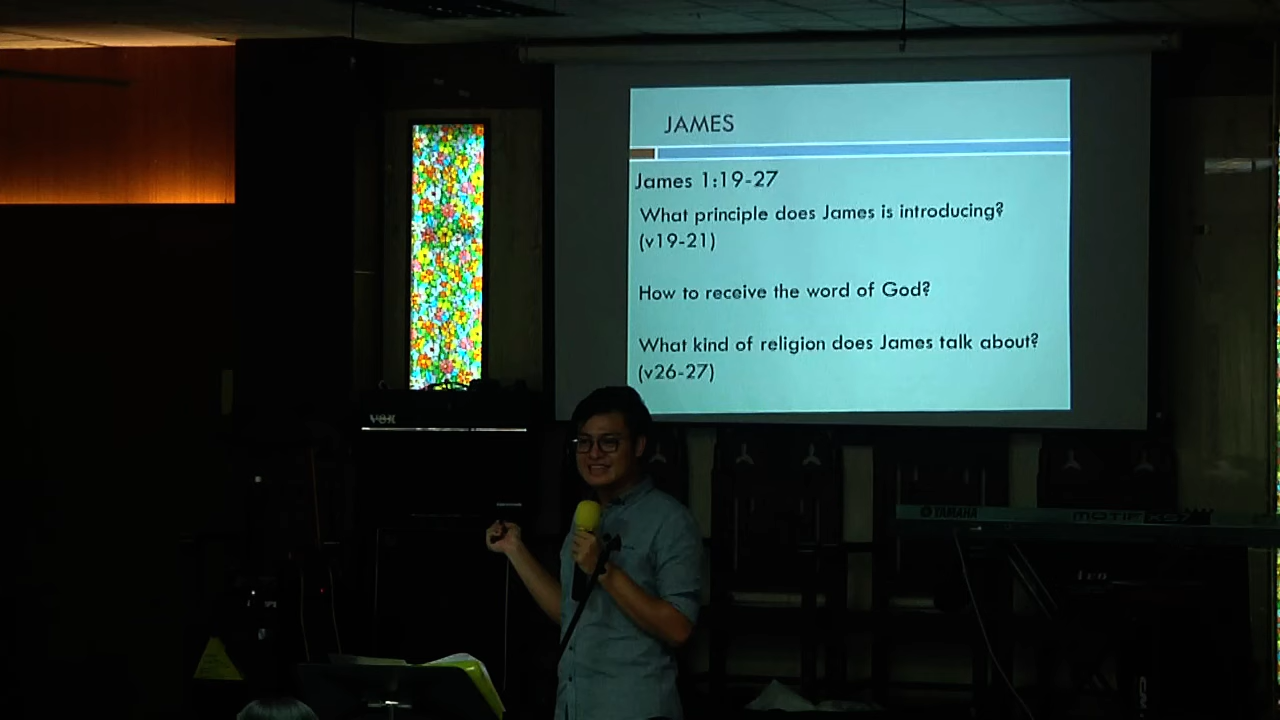 JAMES
James 1:19-27
What principle does James is introducing?
(v19-21)
How to receive the word of God?
What kind of religion does James talk about?
(v26-27)
VOX
YAMAHA
MOTIF XS7